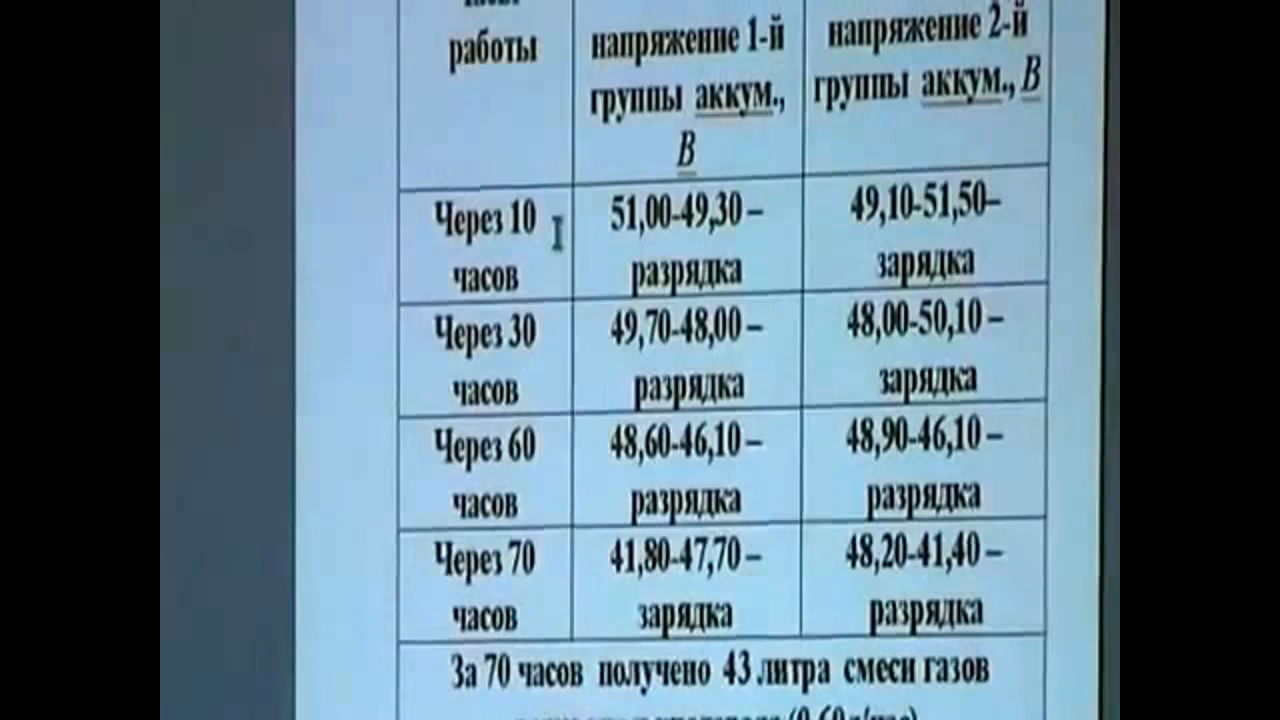 работы
напряжение 1-й
группы аккум.,
В
напряжение 2-й
группы аккум., В
Через 10
часов
51,00-49,30 –
разрядка
49,10-51,50–
зарядка
Через 30
часов
49,70-48,00 –
разрядка
48,00-50,10 –
зарядка
Через 60
часов
48,60-46,10 –
разрядка
48,90-46,10 –
разрядка
Через 70
часов
41,80-47,70 –
зарядка
48,20-41,40 –
разрядка
За 70 часов получено 43 литра смеси газов